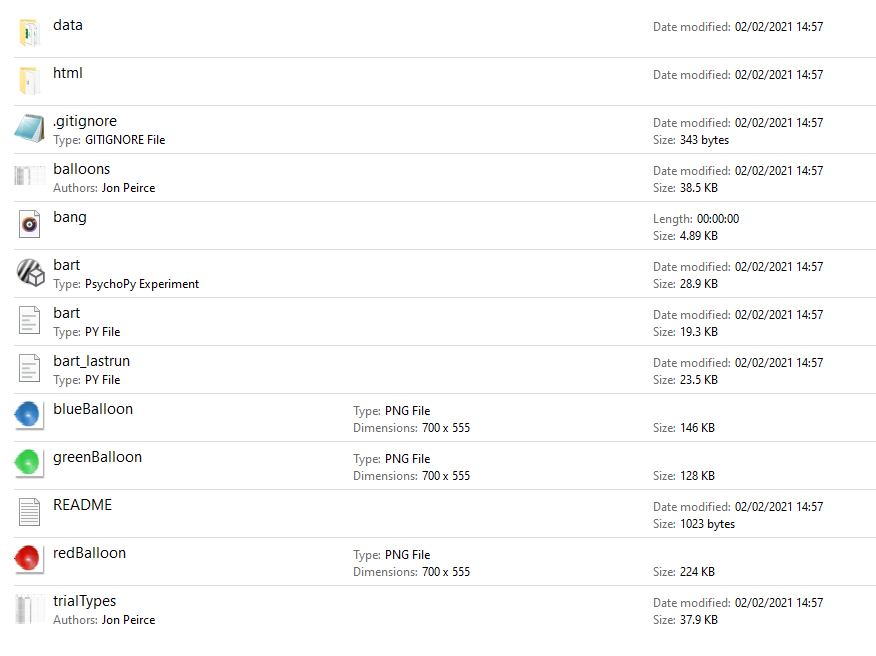 data
Date modified: 02/02/2021 14:57
html
Date modified: 02/02/2021 14:57
.gitignore
Date modified: 02/02/2021 14:57
Type: GITIGNORE File
Size: 343 bytes
balloons
Date modified: 02/02/2021 14:57
Authors: Jon Peirce
Size: 38.5 KB
bang
Length: 00:00:00
Size: 4.89 KB
bart
Date modified: 02/02/2021 14:57
Type: PsychoPy Experiment
Size: 28.9 KB
bart
Date modified: 02/02/2021 14:57
Type: PY File
Size: 19.3 KB
bart_lastrun
Date modified: 02/02/2021 14:57
Type: PY File
Size: 23.5 KB
blueBalloon
Type: PNG File
Dimensions: 700 x 555
Size: 146 KB
greenBalloon
Type: PNG File
Dimensions: 700 x 555
Size: 128 KB
README
Date modified: 02/02/2021 14:57
Size: 1023 bytes
redBalloon
Type: PNG File
Dimensions: 700 x 555
Size: 224 KB
trialTypes
Date modified: 02/02/2021 14:57
Authors: Jon Peirce
Size: 37.9 KB